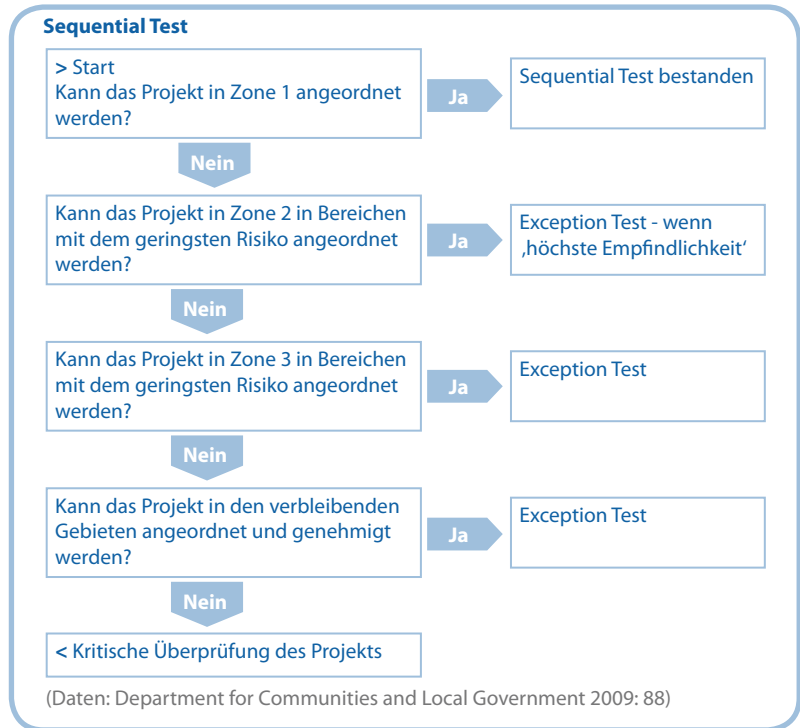 Sequential Test
> Start
Kann das Projekt in Zone 1 angeordnet
werden?
Ja
Sequential Test bestanden
Nein
Kann das Projekt in Zone 2 in Bereichen
mit dem geringsten Risiko angeordnet
werden?
Ja
Exception Test - wenn
‚höchste Empfindlichkeit‘
Nein
Kann das Projekt in Zone 3 in Bereichen
mit dem geringsten Risiko angeordnet
werden?
Ja
Exception Test
Nein
Kann das Projekt in den verbleibenden
Gebieten angeordnet und genehmigt
werden?
Ja
Exception Test
Nein
< Kritische Überprüfung des Projekts
(Daten: Department for Communities and Local Government 2009: 88)